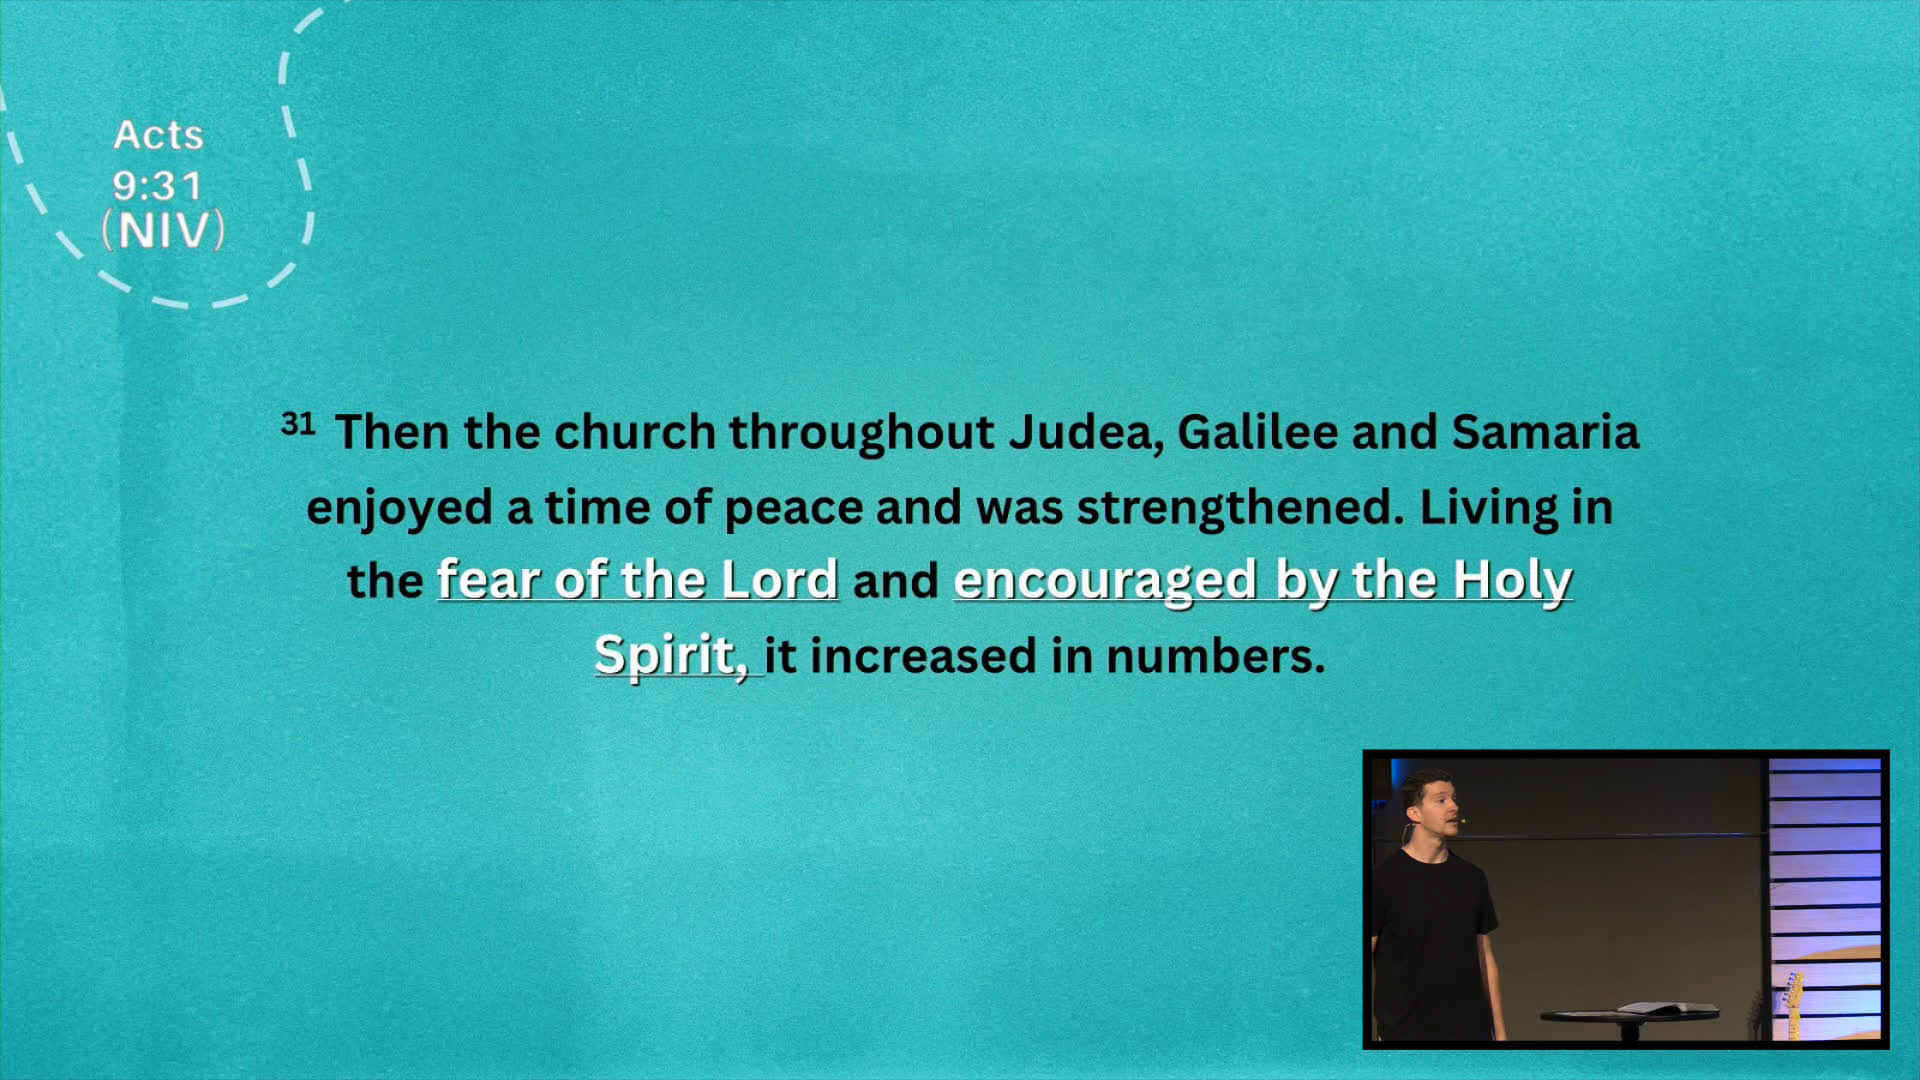 Acts
9:31
(NIV)
31 Then the church throughout Judea, Galilee and Samaria
enjoyed a time of peace and was strengthened. Living in
the fear of the Lord and encouraged by the Holy
Spirit, it increased in numbers.